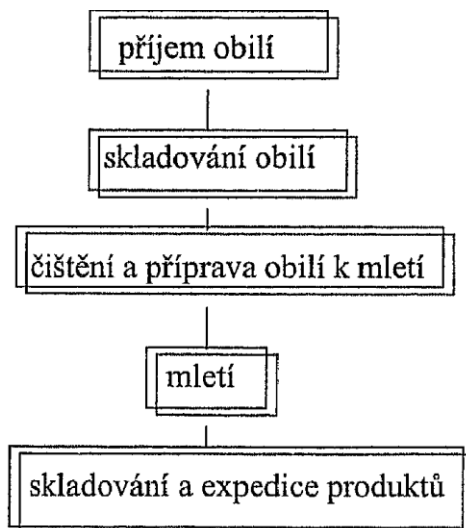 příjem obilí
skladování obilí
čištění a příprava obilí k mletí
mletí
skladování a expedice produktů